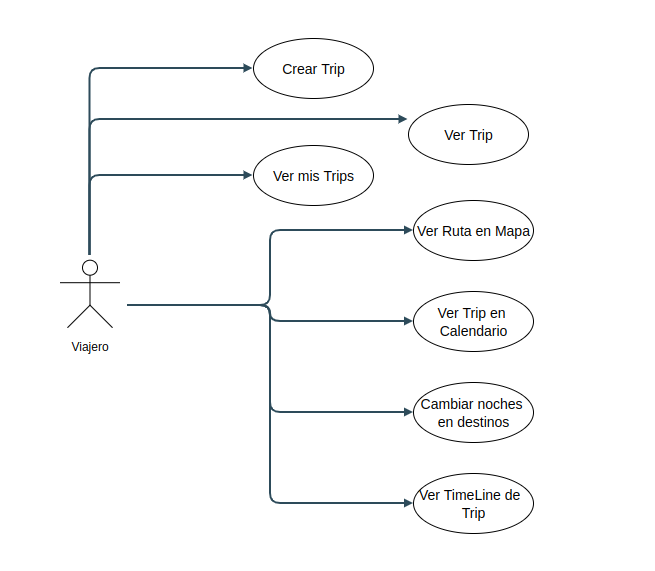 Crear Trip
Ver Trip
Ver mis Trips
Ver Ruta en Mapa
Ver Trip en
Calendario
Viajero
Cambiar noches
en destinos
Ver TimeLine de
Trip